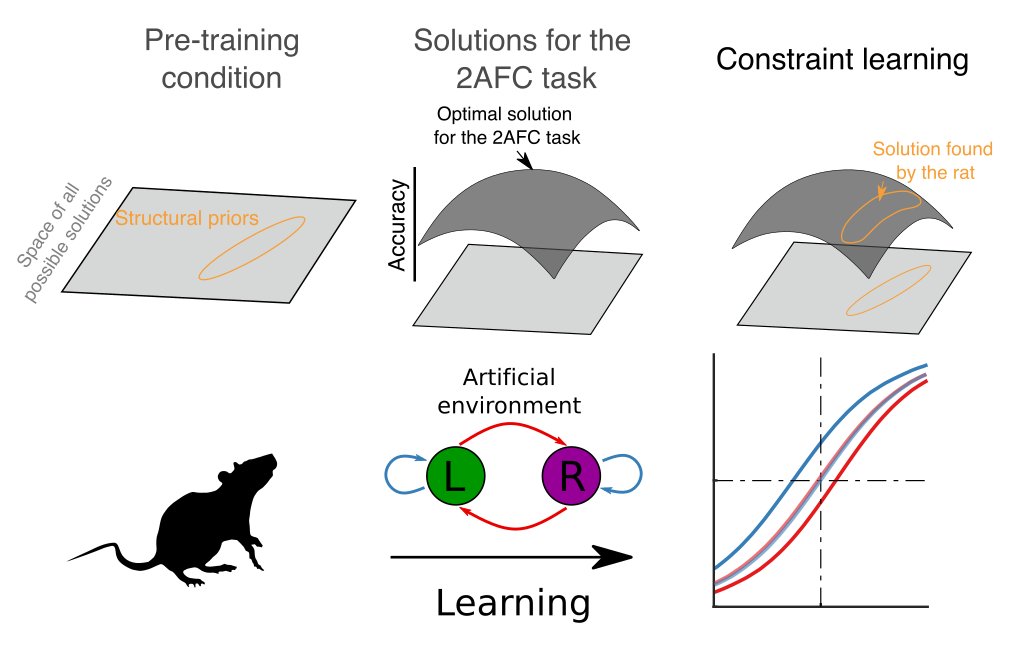 Pre-training
condition
Solutions for the
2AFC task
Constraint learning
Optimal solution
for the 2AFC task
Solution found
by the rat
Space of all
possible solutions
Structural priors
Accuracy
Artificial
environment
L
R
Learning